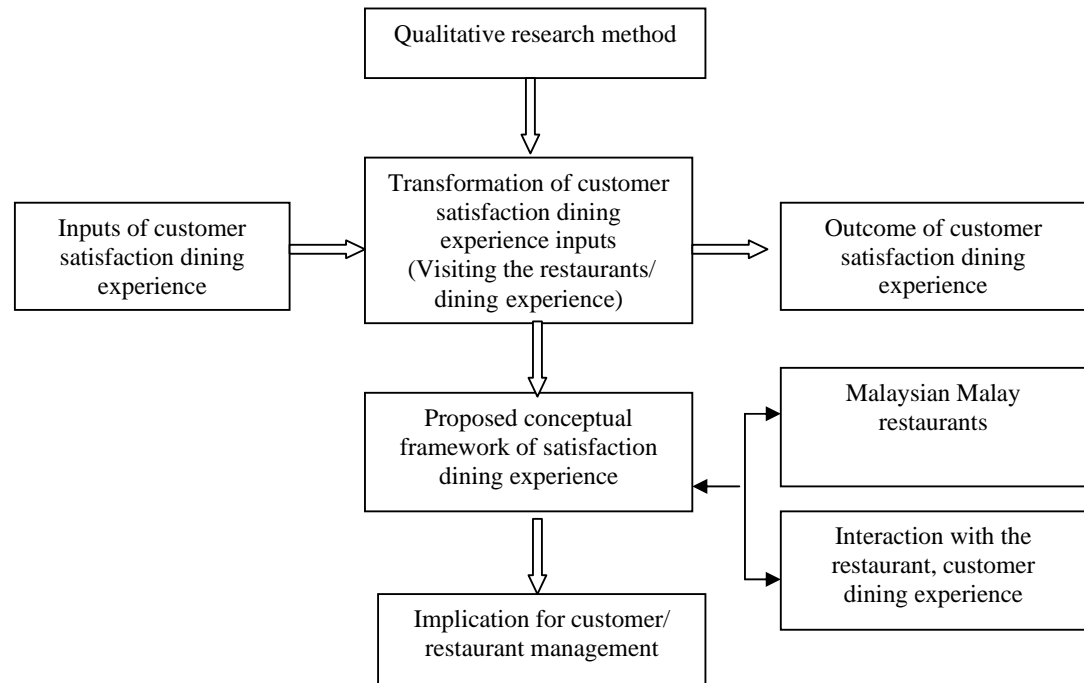 Qualitative research method
Transformation of customer
satisfaction dining
experience inputs
(Visiting the restaurants/
dining experience)
Inputs of customer
satisfaction dining
experience
Outcome of customer
satisfaction dining
experience
Proposed conceptual
framework of satisfaction
dining experience
Malaysian Malay
restaurants
Interaction with the
restaurant, customer
dining experience
Implication for customer/
restaurant management